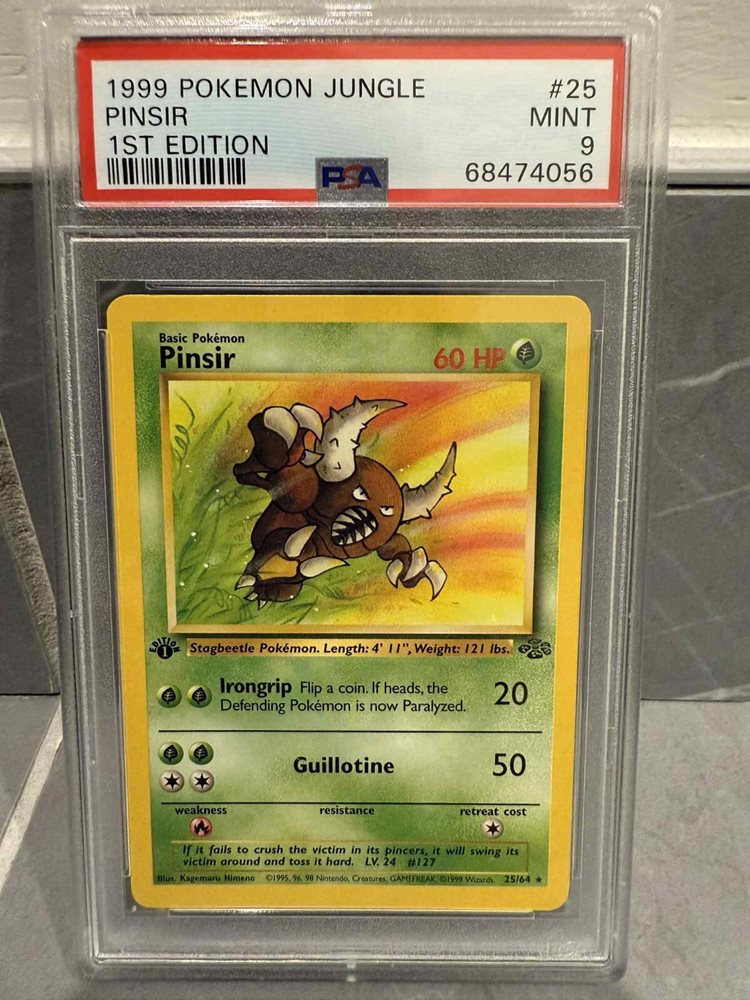 1999 POKEMON JUNGLE #25
PINSIR MINT
1ST EDITION 9
PSA 68474056
Basic Pokémon
Pinsir 60 HP
EDITION 1
Stagbeetle Pokémon. Length: 4' 11", Weight: 121 lbs.
Irongrip Flip a coin. If heads, the
Defending Pokémon is now Paralyzed. 20
Guillotine 50
weakness resistance retreat cost
If it fails to crush the victim in its pincers, it will swing its
victim around and toss it hard. LV. 24 #127
Illus. Kagemaru Himeno ©1995, 96, 98 Nintendo, Creatures, GAMEFREAK. ©1999 Wizards. 25/64 ★